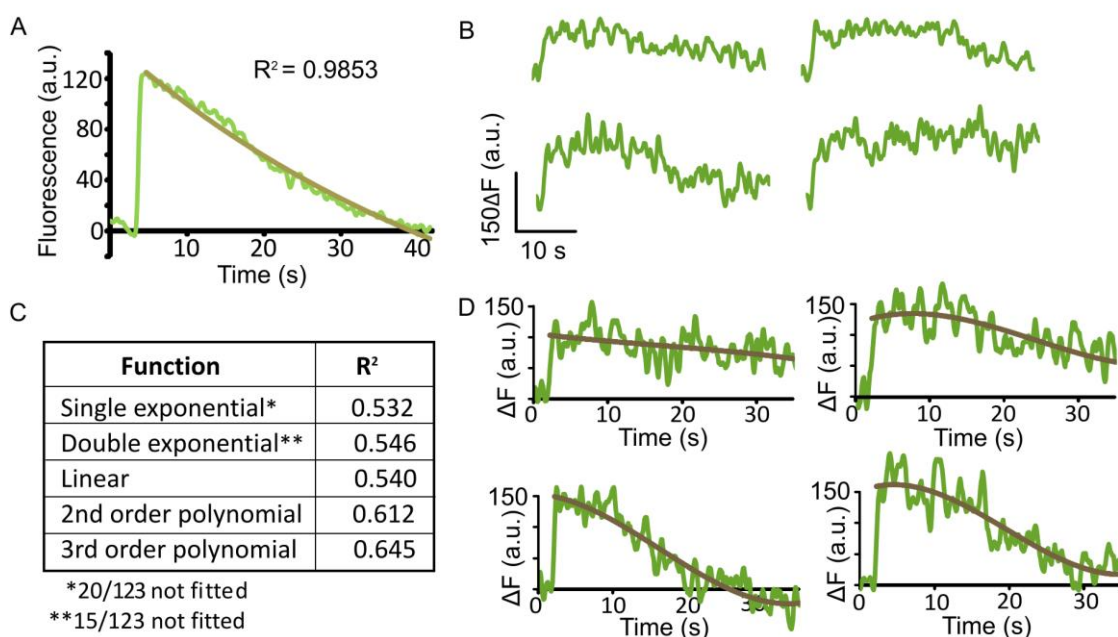 A
Fluorescence (a.u.)
120
80
40
0
R² = 0.9853
10 20 30 40
Time (s)
B
150ΔF (a.u.)
10 s
C
Function R²
Single exponential* 0.532
Double exponential** 0.546
Linear 0.540
2nd order polynomial 0.612
3rd order polynomial 0.645
*20/123 not fitted
**15/123 not fitted
D
150
ΔF (a.u.)
0 10 20 30
Time (s)
150
ΔF (a.u.)
0 10 20 30
Time (s)
150
ΔF (a.u.)
0 10 20 30
Time (s)
150
ΔF (a.u.)
0 10 20 30
Time (s)